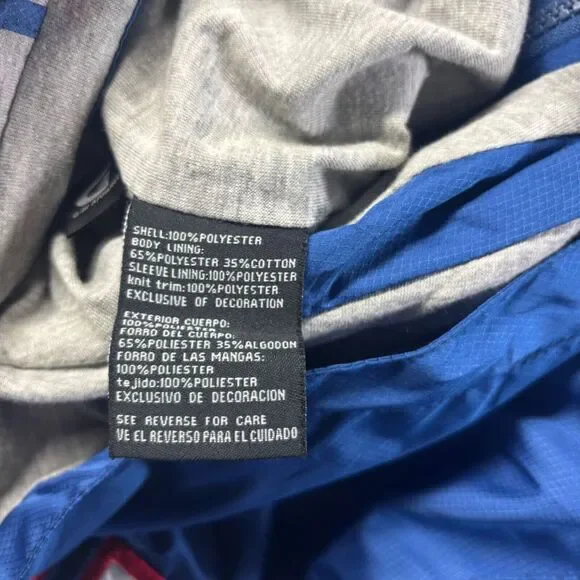 SHELL:100%POLYESTER
BODY LINING:
65%POLYESTER 35%COTTON
SLEEVE LINING:100%POLYESTER
knit trim:100%POLYESTER
EXCLUSIVE OF DECORATION
EXTERIOR CUERPO:
100%POLIESTER
FORRO DEL CUERPO:
65%POLIESTER 35%ALGODON
FORRO DE LAS MANGAS:
100%POLIESTER
tejido:100%POLIESTER
EXCLUSIVO DE DECORACIÓN
SEE REVERSE FOR CARE
VE EL REVERSO PARA EL CUIDADO